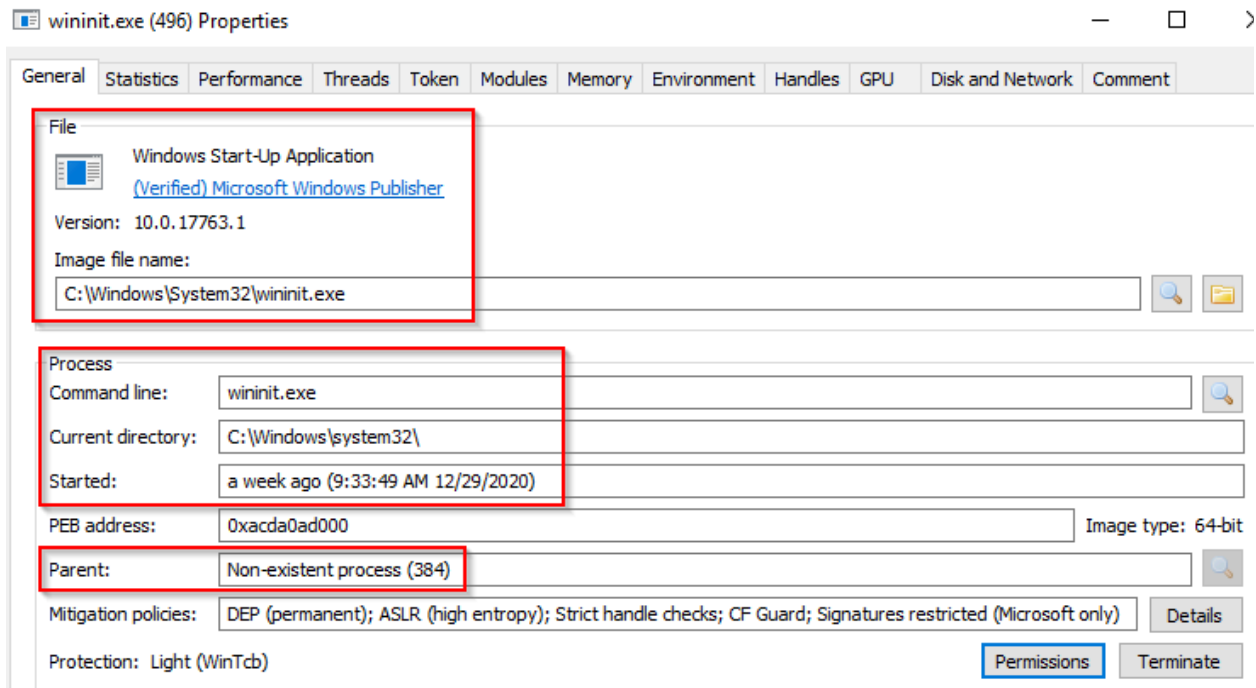 wininit.exe (496) Properties
General Statistics Performance Threads Token Modules Memory Environment Handles GPU Disk and Network Comment
File
Windows Start-Up Application
(Verified) Microsoft Windows Publisher
Version: 10.0.17763.1
Image file name:
C:\Windows\System32\wininit.exe
Process
Command line: wininit.exe
Current directory: C:\Windows\system32\
Started: a week ago (9:33:49 AM 12/29/2020)
PEB address: 0xacda0ad000 Image type: 64-bit
Parent: Non-existent process (384)
Mitigation policies: DEP (permanent); ASLR (high entropy); Strict handle checks; CF Guard; Signatures restricted (Microsoft only) Details
Protection: Light (WinTcb) Permissions Terminate